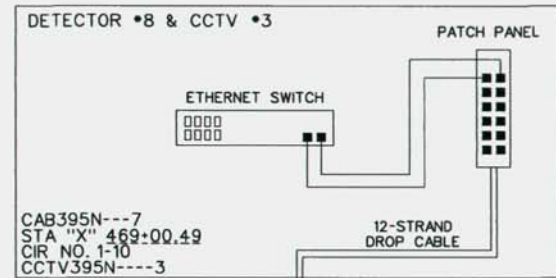 DETECTOR •8 & CCTV •3
PATCH PANEL
ETHERNET SWITCH
12-STRAND
DROP CABLE
CAB395N---7
STA "X" 469+00.49
CIR NO. 1-10
CCTV395N----3